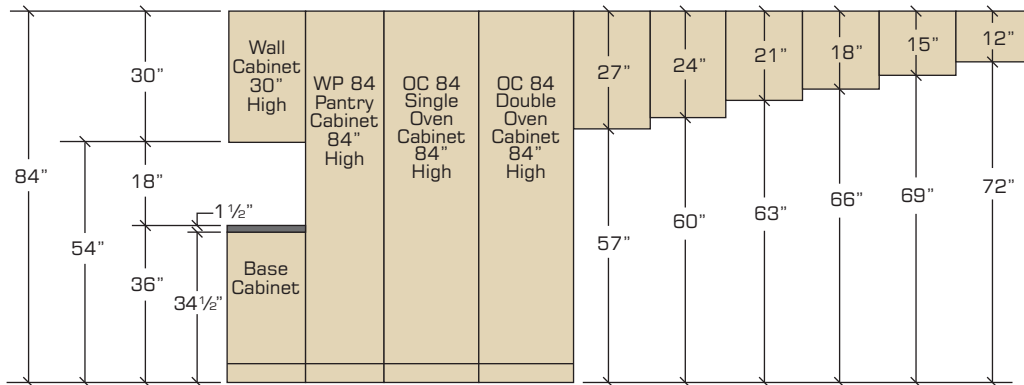 84”
30”
18”
54”
1 ½”
36”
34½”
Wall
Cabinet
30”
High
Base
Cabinet
WP 84
Pantry
Cabinet
84”
High
OC 84
Single
Oven
Cabinet
84”
High
OC 84
Double
Oven
Cabinet
84”
High
27”
24”
21”
18”
15”
12”
57”
60”
63”
66”
69”
72”